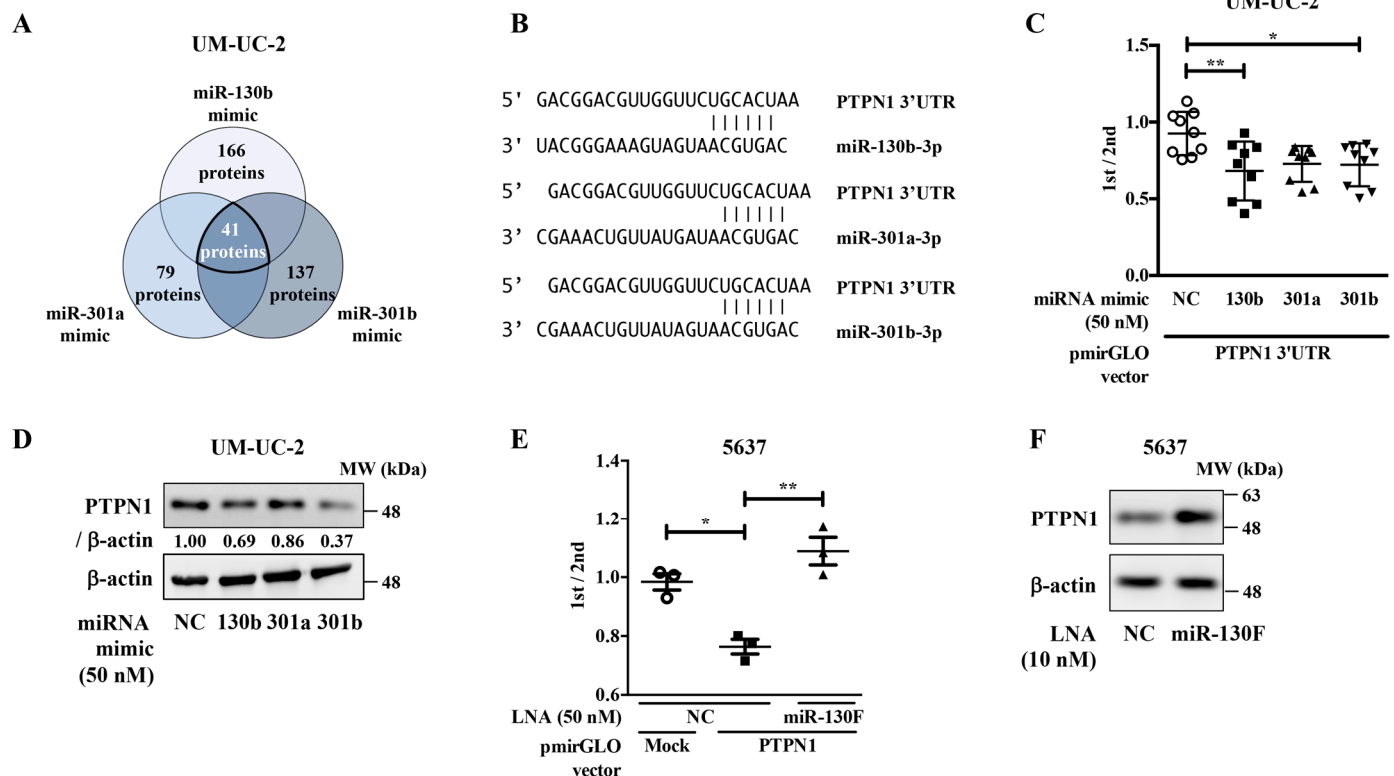 A
UM-UC-2
miR-130b
mimic
166
proteins
41
proteins
79
proteins
137
proteins
miR-301a
mimic
miR-301b
mimic
B
5' GACGGACGUUGGUUCUGCACUAA PTPN1 3’UTR
||||||
3' UACGGGAAAGUAGUAACGUGAC miR-130b-3p
5’ GACGGACGUUGGUUCUGCACUAA PTPN1 3’UTR
||||||
3’ CGAAACUGUUAUGAUAACGUGAC miR-301a-3p
5’ GACGGACGUUGGUUCUGCACUAA PTPN1 3’UTR
||||||
3’ CGAAACUGUUAUAGUAACGUGAC miR-301b-3p
C
UM-UC-2
1.5
1.0
0.5
0.0
1st / 2nd
*
**
miRNA mimic NC 130b 301a 301b
(50 nM)
pmirGLO PTPN1 3'UTR
vector
D
UM-UC-2
MW (kDa)
PTPN1 48
/ β-actin 1.00 0.69 0.86 0.37
β-actin 48
miRNA NC 130b 301a 301b
mimic
(50 nM)
E
5637
1.4
1.2
1.0
0.8
0.6
1st / 2nd
*
**
LNA (50 nM) NC miR-130F
pmirGLO Mock PTPN1
vector
F
5637
MW (kDa)
63
PTPN1 48
β-actin 48
LNA NC miR-130F
(10 nM)